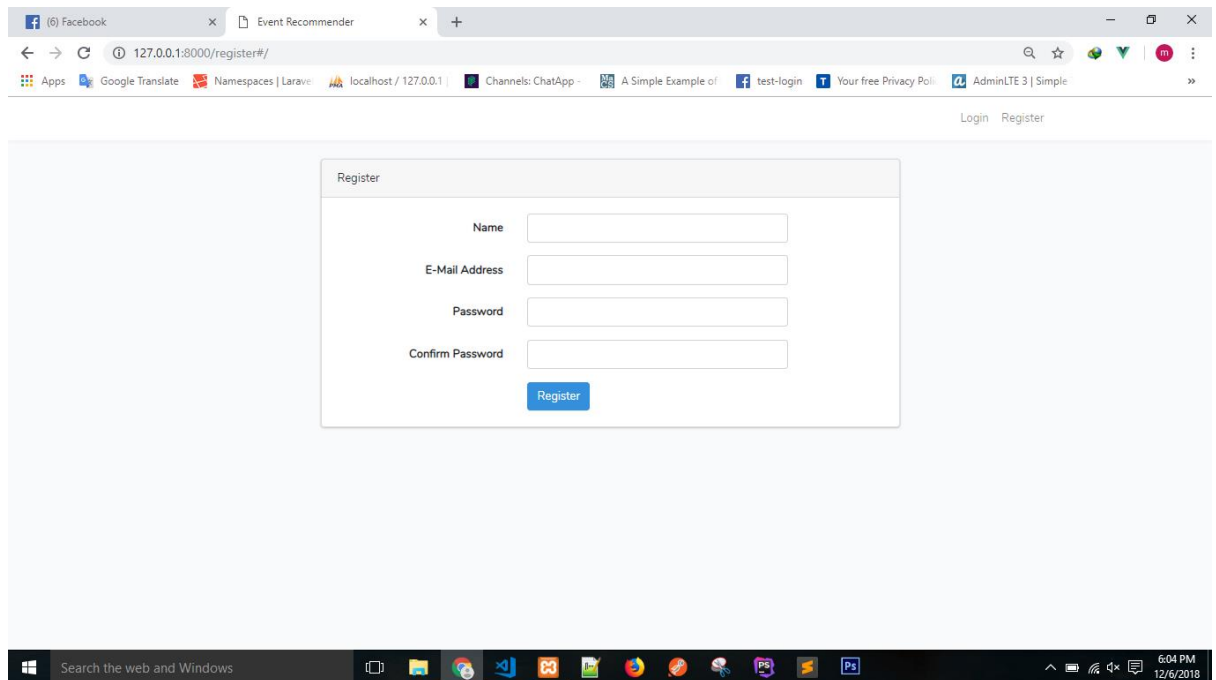 (6) Facebook
Event Recommender
127.0.0.1:8000/register#/
m
Apps
Google Translate
Namespaces | Larave
localhost / 127.0.0.1 |
Channels: ChatApp -
A Simple Example of
test-login
Your free Privacy Poli
AdminLTE 3 | Simple
»
Login Register
Register
Name
E-Mail Address
Password
Confirm Password
Register
Search the web and Windows
PS
Ps
6:04 PM
12/6/2018